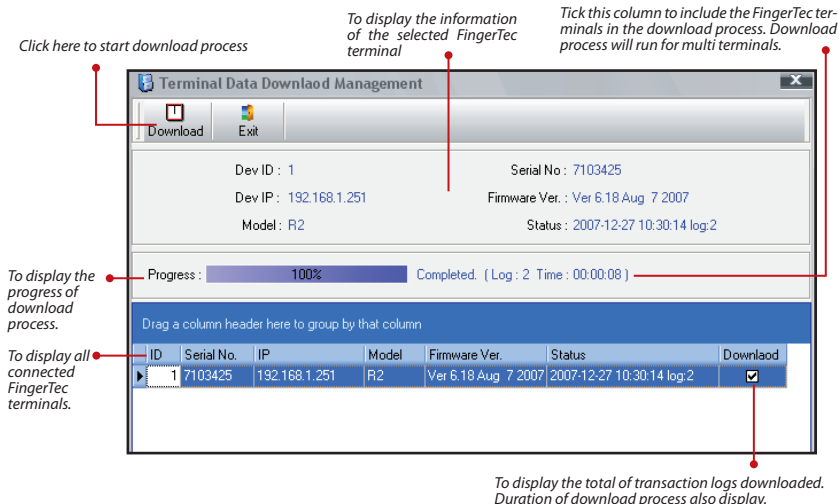 To display the information
of the selected FingerTec
terminal
Tick this column to include the FingerTec ter-
minals in the download process. Download
process will run for multi terminals.
Click here to start download process
Terminal Data Downlaod Management
X
Download
Exit
Dev ID : 1
Serial No : 7103425
Dev IP : 192.168.1.251
Firmware Ver. : Ver 6.18 Aug 7 2007
Model : R2
Status : 2007-12-27 10:30:14 log:2
To display the
progress of
download
process.
Progress : 100% Completed. ( Log : 2 Time : 00:00:08 )
Drag a column header here to group by that column
To display all
connected
FingerTec
terminals.
ID Serial No. IP Model Firmware Ver. Status Downlaod
1 7103425 192.168.1.251 R2 Ver 6.18 Aug 7 2007 2007-12-27 10:30:14 log:2
To display the total of transaction logs downloaded.
Duration of download process also display.